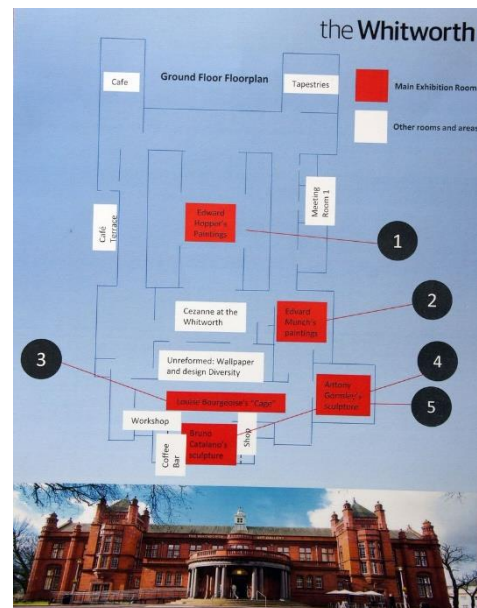 the Whitworth
Cafe
Ground Floor Floorplan
Tapestries
Main Exhibition Room
Other rooms and areas
Edward
Hopper's
Paintings
Meeting
Room 1
Café
Terrace
1
Cezanne at the
Whitworth
Edvard
Munch's
paintings
2
3
Unreformed: Wallpaper
and design Diversity
Louise Bourgeoise's "Cage"
Antony
Gormley's
sculpture
4
5
Workshop
Bruno
Catalano's
sculpture
Shop
Coffee
Bar